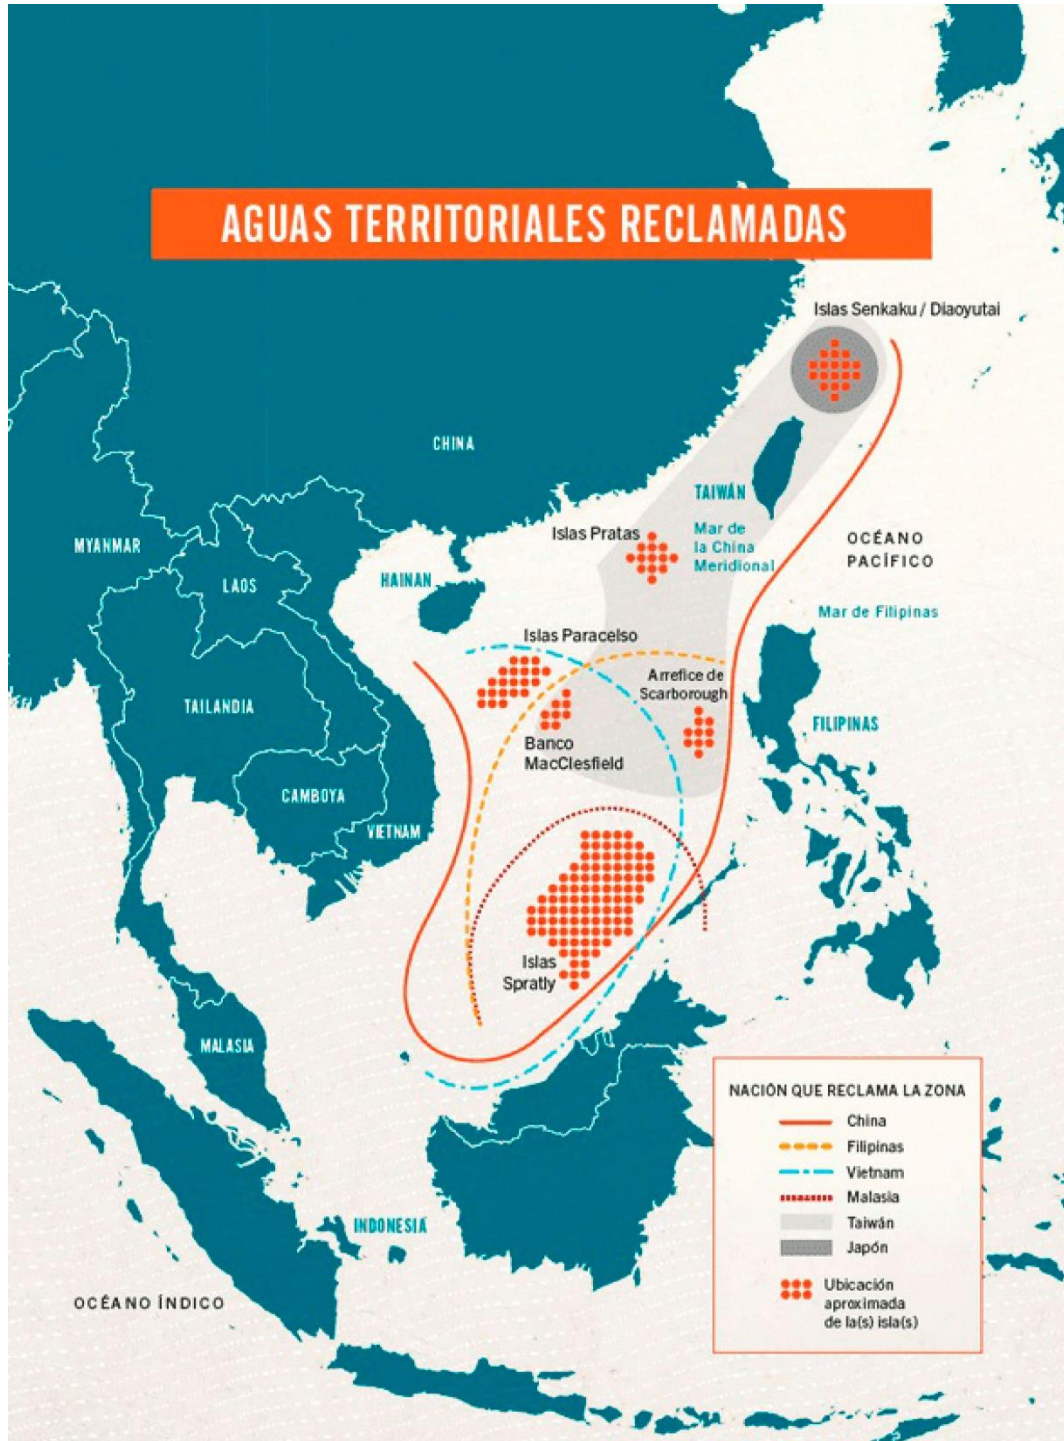 AGUAS TERRITORIALES RECLAMADAS
Islas Senkaku / Diaoyutai
CHINA
TAIWÁN
Islas Pratas
Mar de
la China
Meridional
OCÉANO
PACÍFICO
MYANMAR
LAOS
HAINAN
Mar de Filipinas
Islas Paracelso
Arrefice de
Scarborough
TAILANDIA
FILIPINAS
Banco
MacClesfield
CAMBOYA
VIETNAM
Islas
Spratly
MALASIA
INDONESIA
OCÉANO ÍNDICO
NACIÓN QUE RECLAMA LA ZONA
China
Filipinas
Vietnam
Malasia
Taiwán
Japón
Ubicación
aproximada
de la(s) isla(s)